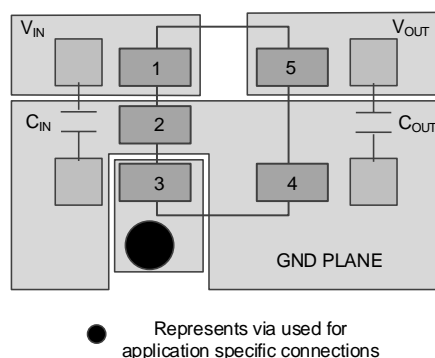 VIN
VOUT
1
5
2
CIN
COUT
3
4
GND PLANE
Represents via used for
application specific connections